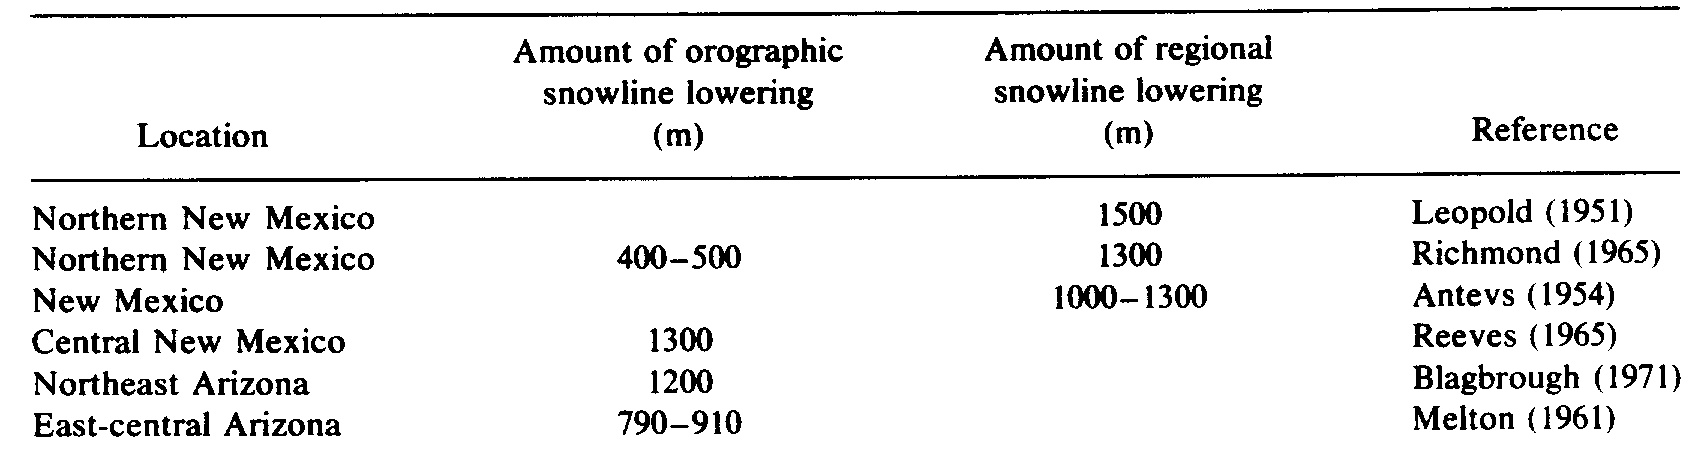 Location Amount of orographic snowline lowering (m) Amount of regional snowline lowering (m) Reference
Northern New Mexico 1500 Leopold (1951)
Northern New Mexico 400–500 1300 Richmond (1965)
New Mexico 1000–1300 Antevs (1954)
Central New Mexico 1300 Reeves (1965)
Northeast Arizona 1200 Blagbrough (1971)
East-central Arizona 790–910 Melton (1961)